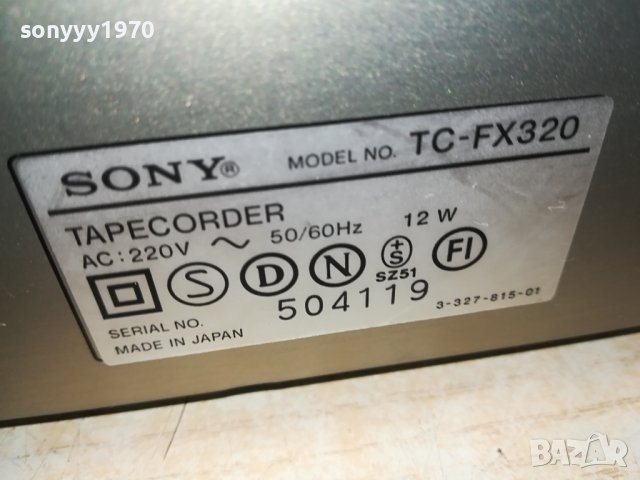 sonyyy1970
SONY® MODEL NO. TC-FX320
TAPECORDER
AC : 220V ~ 50/60Hz 12 W
S D N +S FI
SZ51
SERIAL NO. 504119
MADE IN JAPAN 3-327-815-01
BAZAR